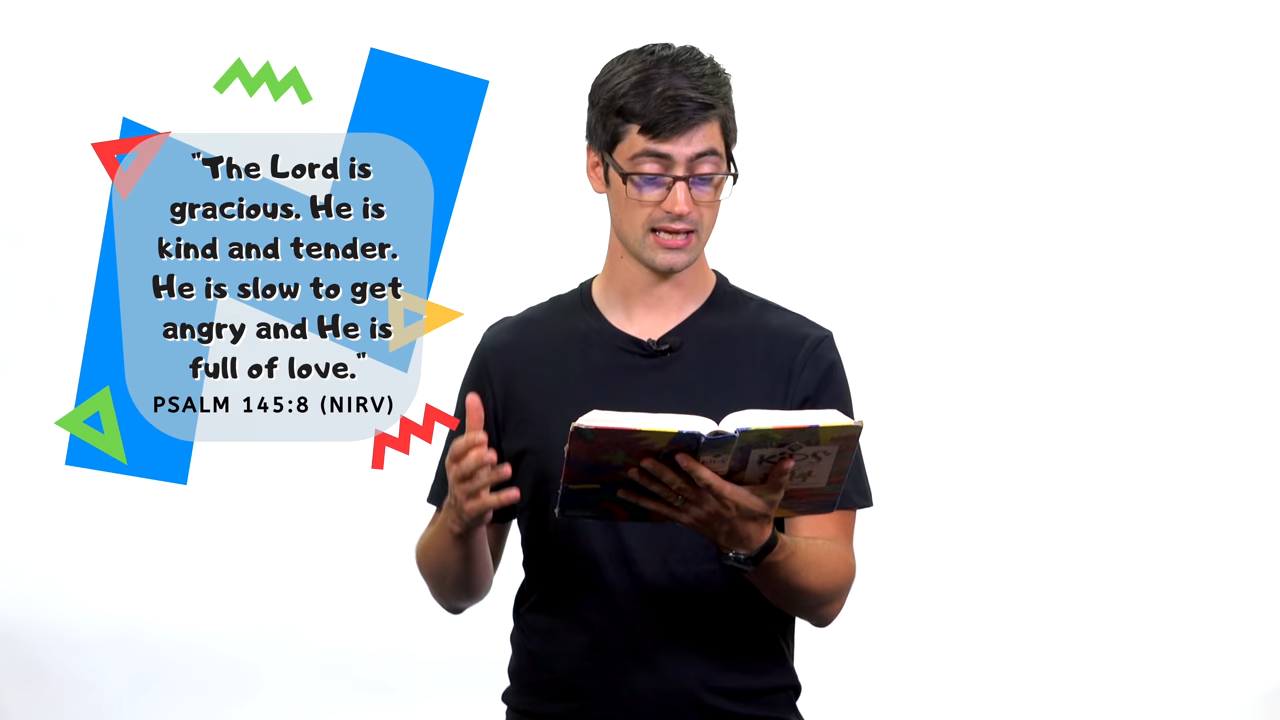 "The Lord is
gracious. He is
kind and tender.
He is slow to get
angry and He is
full of love."
PSALM 145:8 (NIRV)
KiDS'